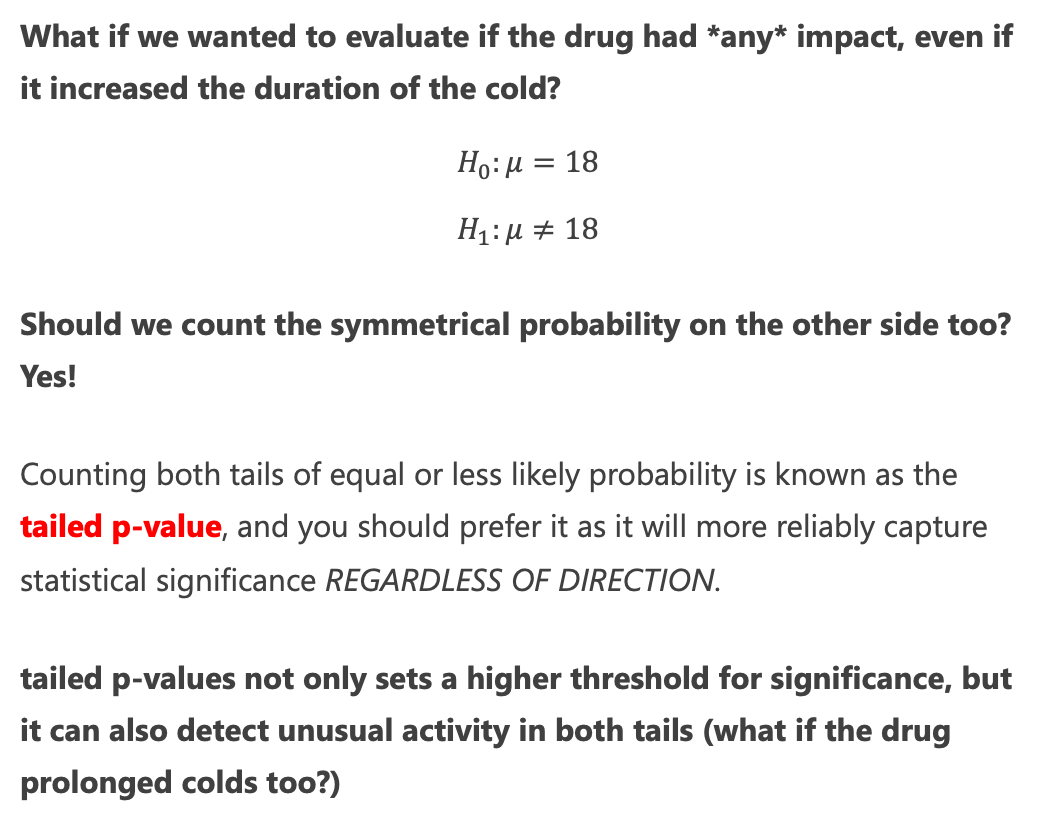 What if we wanted to evaluate if the drug had *any* impact, even if
it increased the duration of the cold?
H₀: μ = 18
H₁: μ ≠ 18
Should we count the symmetrical probability on the other side too?
Yes!
Counting both tails of equal or less likely probability is known as the
tailed p-value, and you should prefer it as it will more reliably capture
statistical significance REGARDLESS OF DIRECTION.
tailed p-values not only sets a higher threshold for significance, but
it can also detect unusual activity in both tails (what if the drug
prolonged colds too?)